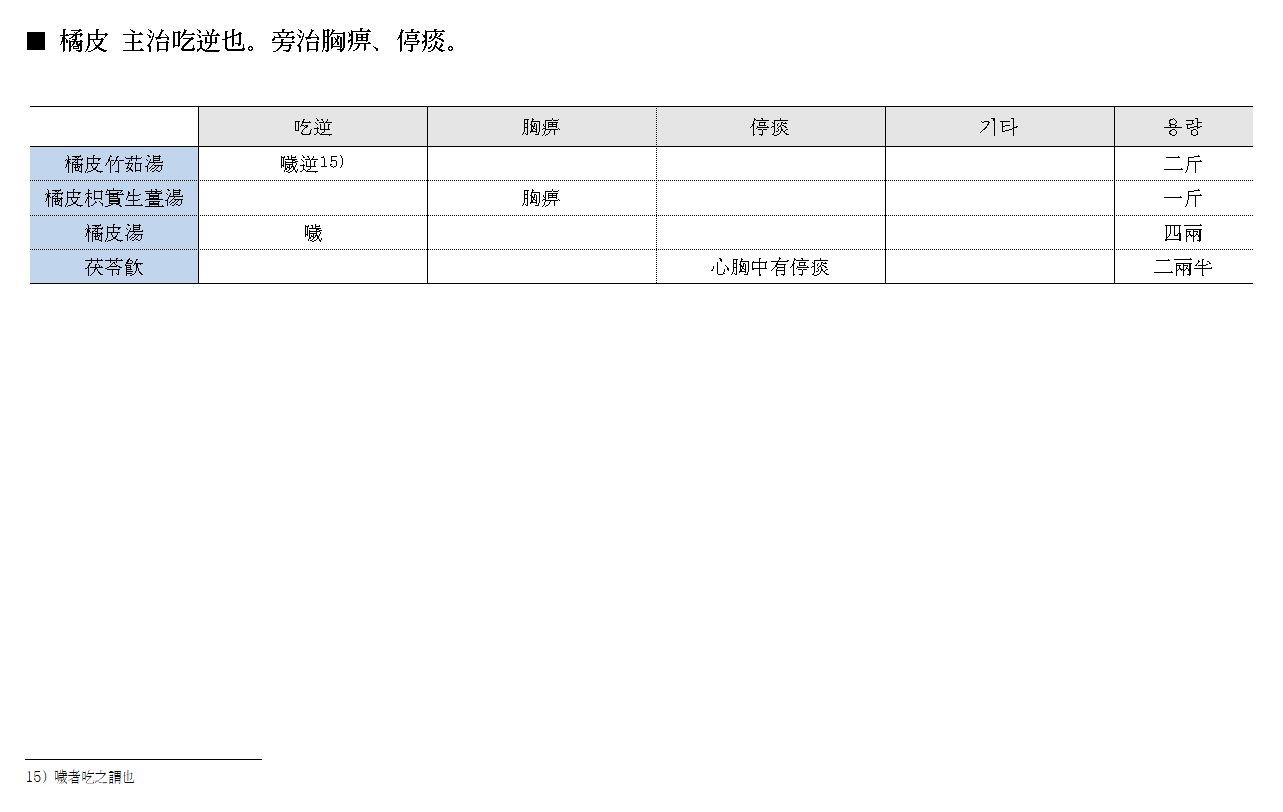 ■ 橘皮 主治吃逆也。旁治胸痹、停痰。
吃逆 胸痹 停痰 기타 용량
橘皮竹茹湯 噦逆15) 二斤
橘皮枳實生薑湯 胸痹 一斤
橘皮湯 噦 四兩
茯苓飮 心胸中有停痰 二兩半
15) 噦者吃之謂也